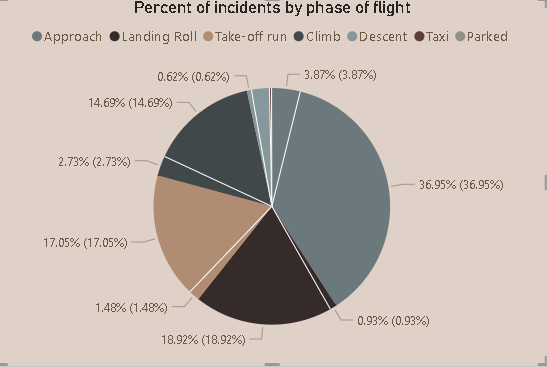 Percent of incidents by phase of flight
Approach Landing Roll Take-off run Climb Descent Taxi Parked
0.62% (0.62%) 3.87% (3.87%)
14.69% (14.69%)
2.73% (2.73%)
36.95% (36.95%)
17.05% (17.05%)
1.48% (1.48%)
0.93% (0.93%)
18.92% (18.92%)